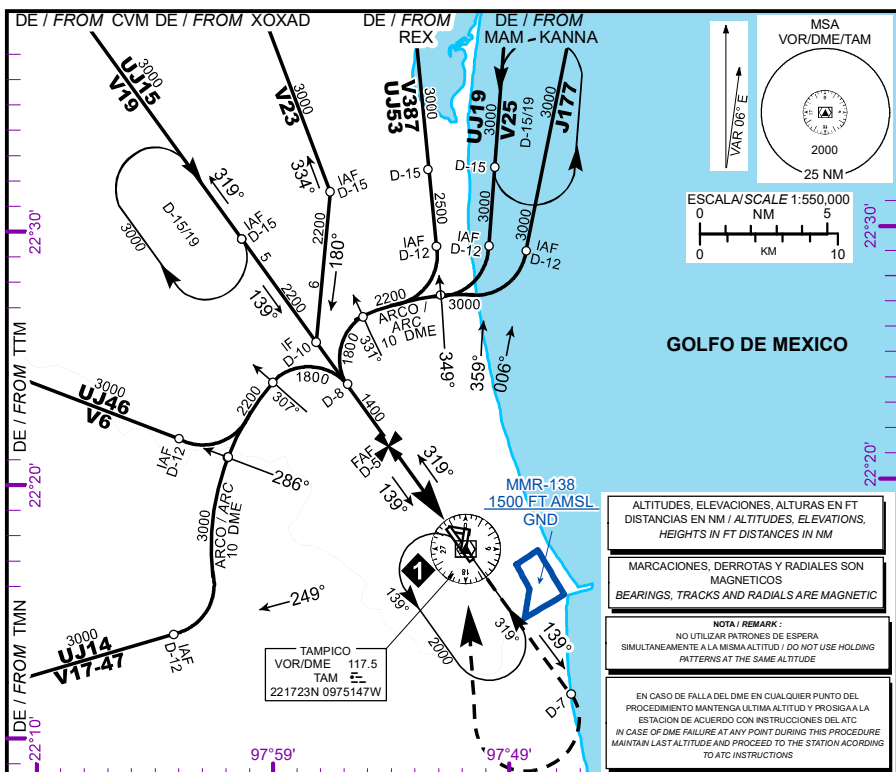 DE / FROM CVM DE / FROM XOXAD
DE / FROM
REX
DE / FROM
MAM - KANNA
MSA
VOR/DME/TAM
2000
25 NM
VAR 06° E
ESCALA/SCALE 1:550,000
0 NM 5
0 KM 10
3000
UJ15
V19
3000
V23
3000
V387
UJ53
UJ19
3000
V25
D-15/19
3000
J177
319°
IAF
D-15
334°
IAF
D-15
D-15
D-15
D-15/19
3000
22°30'
22°30'
2200
180°
6
5
2200
139°
2500
3000
3000
IAF
D-12
IAF
D-12
IAF
D-12
2200
ARCO /
ARC
10 DME
3000
IF
D-10
1800
331°
349°
359°
006°
GOLFO DE MEXICO
DE / FROM TTM
3000
UJ46
V6
2200
307°
1800
D-8
1400
IAF
D-12
286°
FAF
D-5
319°
139°
22°20'
22°20'
MMR-138
1500 FT AMSL
GND
3000
ARCO / ARC
10 DME
249°
DE / FROM TMN
3000
UJ14
V17-47
IAF
D-12
1
0
9
18
27
139°
2000
319°
139°
D-7
TAMPICO
VOR/DME 117.5
TAM
221723N 0975147W
22°10'
22°10'
97°59'
97°49'
ALTITUDES, ELEVACIONES, ALTURAS EN FT
DISTANCIAS EN NM / ALTITUDES, ELEVATIONS,
HEIGHTS IN FT DISTANCES IN NM
MARCACIONES, DERROTAS Y RADIALES SON
MAGNETICOS
BEARINGS, TRACKS AND RADIALS ARE MAGNETIC
NOTA / REMARK :
NO UTILIZAR PATRONES DE ESPERA
SIMULTANEAMENTE A LA MISMA ALTITUD / DO NOT USE HOLDING
PATTERNS AT THE SAME ALTITUDE
EN CASO DE FALLA DEL DME EN CUALQUIER PUNTO DEL
PROCEDIMIENTO MANTENGA ULTIMA ALTITUD Y PROSIGA A LA
ESTACION DE ACUERDO CON INSTRUCCIONES DEL ATC
IN CASE OF DME FAILURE AT ANY POINT DURING THIS PROCEDURE
MAINTAIN LAST ALTITUDE AND PROCEED TO THE STATION ACORDING
TO ATC INSTRUCTIONS